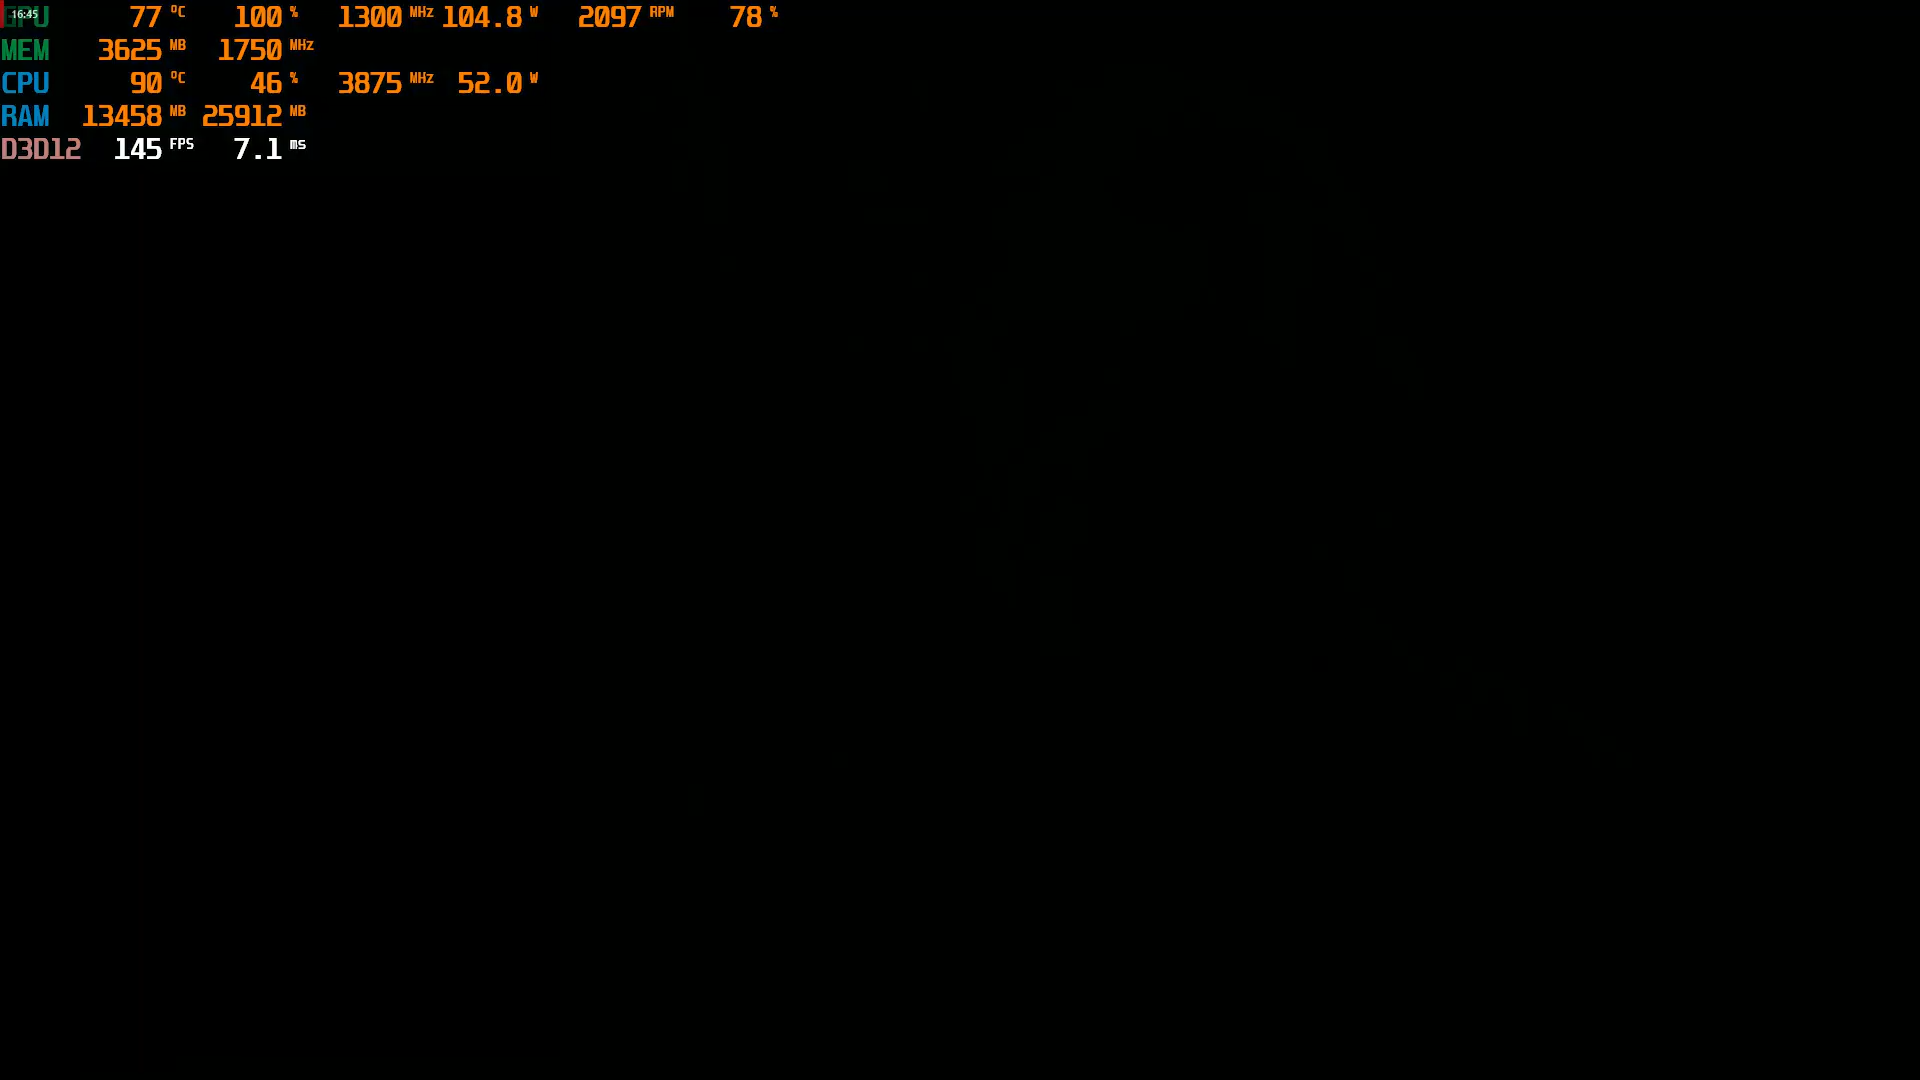 16:45
GPU 77 °C 100 % 1300 MHz 104.8 W 2097 RPM 78 %
MEM 3625 MB 1750 MHz
CPU 90 °C 46 % 3875 MHz 52.0 W
RAM 13458 MB 25912 MB
D3D12 145 FPS 7.1 ms